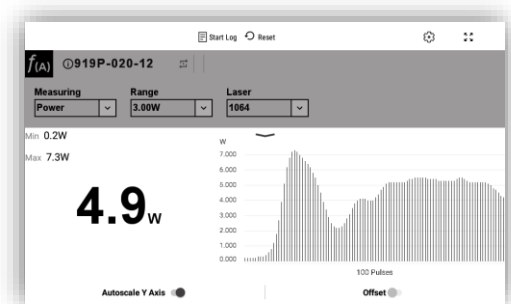 Start Log Reset
f(A) 919P-020-12
Measuring Range Laser
Power 3.00W 1064
Min 0.2W
Max 7.3W
4.9W
W
7.000
6.000
5.000
4.000
3.000
2.000
1.000
0.000
100 Pulses
Autoscale Y Axis Offset